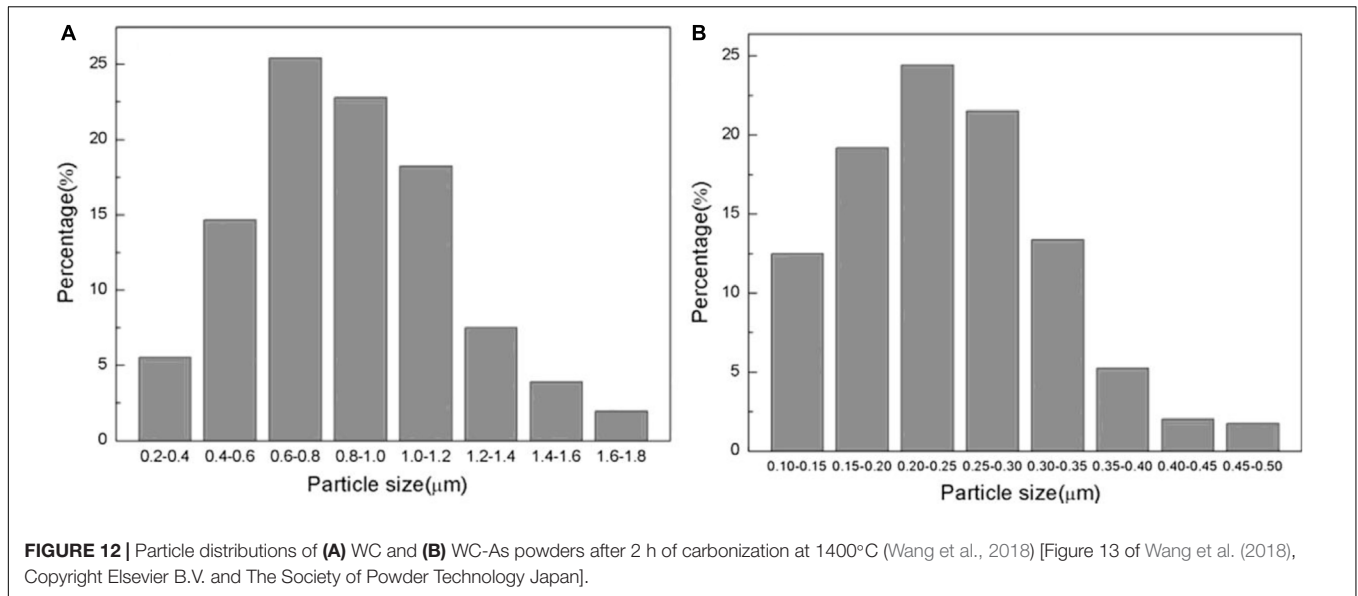 A
25
20
15
10
5
0
Percentage(%)
0.2-0.4 0.4-0.6 0.6-0.8 0.8-1.0 1.0-1.2 1.2-1.4 1.4-1.6 1.6-1.8
Particle size(μm)
B
25
20
15
10
5
0
Percentage(%)
0.10-0.15 0.15-0.20 0.20-0.25 0.25-0.30 0.30-0.35 0.35-0.40 0.40-0.45 0.45-0.50
Particle size(μm)
FIGURE 12 | Particle distributions of (A) WC and (B) WC-As powders after 2 h of carbonization at 1400°C (Wang et al., 2018) [Figure 13 of Wang et al. (2018),
Copyright Elsevier B.V. and The Society of Powder Technology Japan].